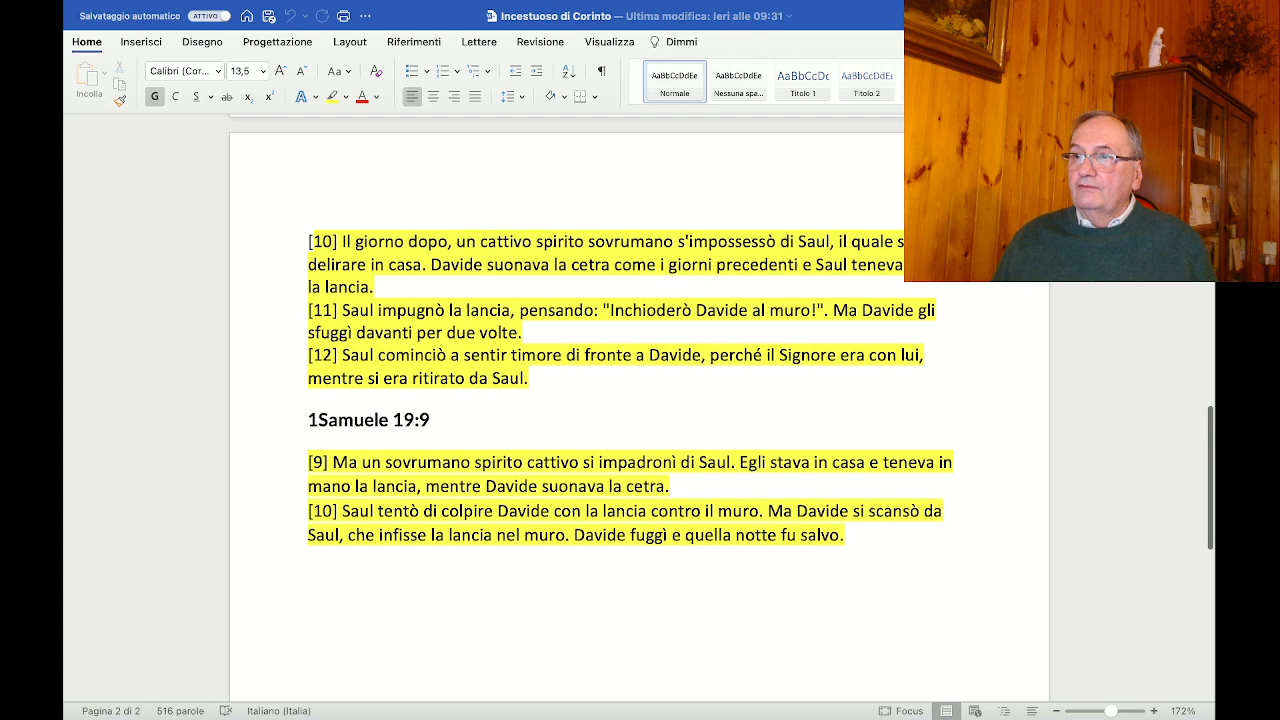 Salvataggio automatico ATTIVO Incestuoso di Corinto — Ultima modifica: Ieri alle 09:31
Home Inserisci Disegno Progettazione Layout Riferimenti Lettere Revisione Visualizza Dimmi
Incolla Calibri (Cor... 13,5 A A Aa A
G C S ab x x A A
AaBbCcDdEe AaBbCcDdEe AaBbCcDc AaBbCcDdEe
Normale Nessuna spa... Titolo 1 Titolo 2
[10] Il giorno dopo, un cattivo spirito sovrumano s'impossessò di Saul, il quale s
delirare in casa. Davide suonava la cetra come i giorni precedenti e Saul teneva
la lancia.
[11] Saul impugnò la lancia, pensando: "Inchioderò Davide al muro!". Ma Davide gli
sfuggì davanti per due volte.
[12] Saul cominciò a sentir timore di fronte a Davide, perché il Signore era con lui,
mentre si era ritirato da Saul.
1Samuele 19:9
[9] Ma un sovrumano spirito cattivo si impadronì di Saul. Egli stava in casa e teneva in
mano la lancia, mentre Davide suonava la cetra.
[10] Saul tentò di colpire Davide con la lancia contro il muro. Ma Davide si scansò da
Saul, che infisse la lancia nel muro. Davide fuggì e quella notte fu salvo.
Pagina 2 di 2 516 parole Italiano (Italia) Focus 172%